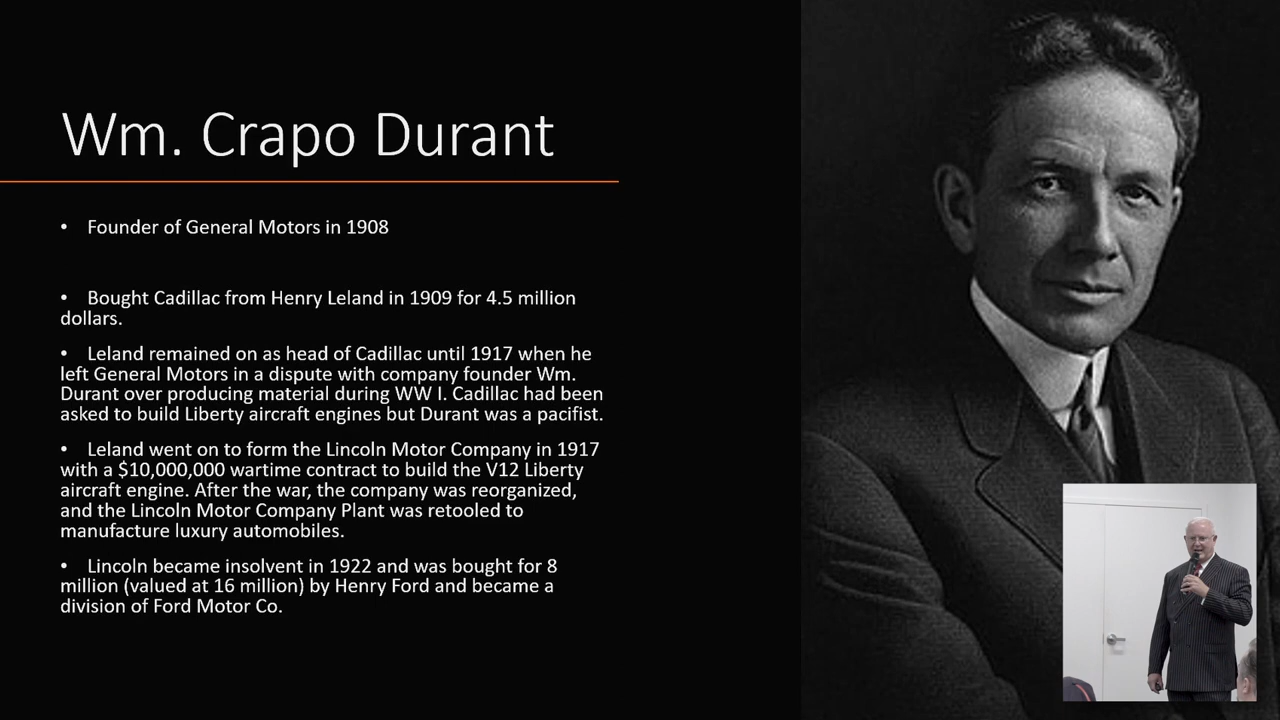 Wm. Crapo Durant
• Founder of General Motors in 1908
• Bought Cadillac from Henry Leland in 1909 for 4.5 million
dollars.
• Leland remained on as head of Cadillac until 1917 when he
left General Motors in a dispute with company founder Wm.
Durant over producing material during WW I. Cadillac had been
asked to build Liberty aircraft engines but Durant was a pacifist.
• Leland went on to form the Lincoln Motor Company in 1917
with a $10,000,000 wartime contract to build the V12 Liberty
aircraft engine. After the war, the company was reorganized,
and the Lincoln Motor Company Plant was retooled to
manufacture luxury automobiles.
• Lincoln became insolvent in 1922 and was bought for 8
million (valued at 16 million) by Henry Ford and became a
division of Ford Motor Co.